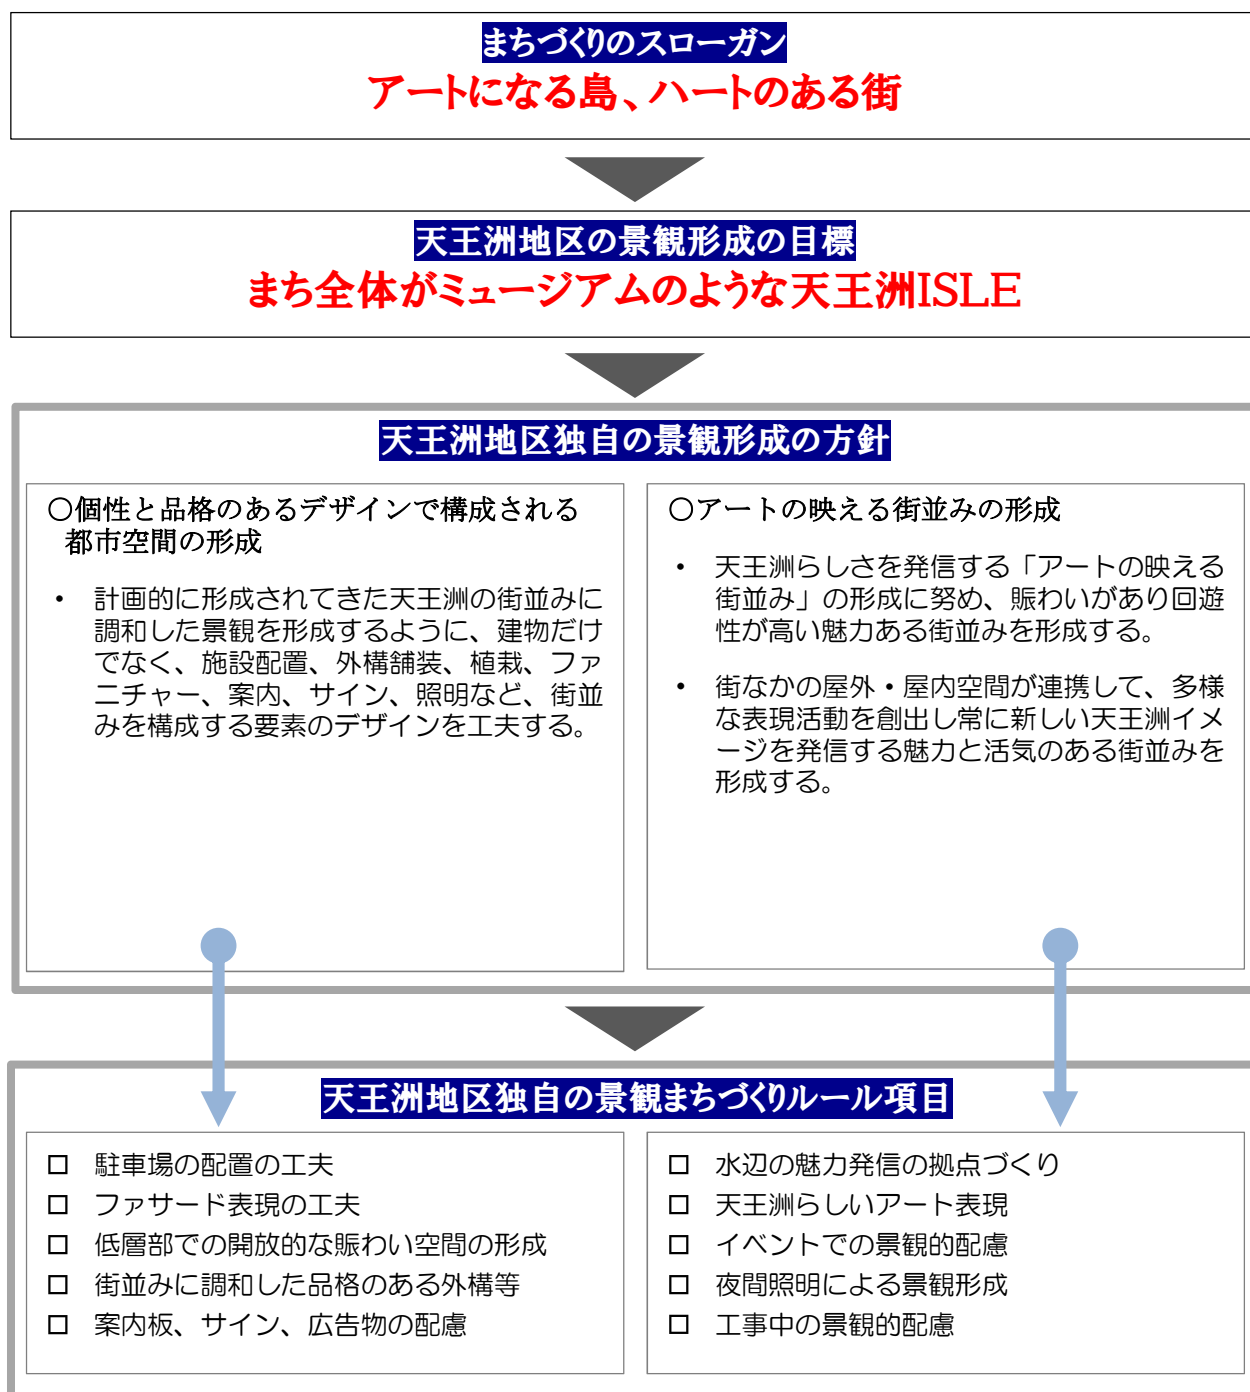 まちづくりのスローガン
アートになる島、ハートのある街
天王洲地区の景観形成の目標
まち全体がミュージアムのような天王洲ISLE
天王洲地区独自の景観形成の方針
〇個性と品格のあるデザインで構成される
都市空間の形成
・ 計画的に形成されてきた天王洲の街並みに
調和した景観を形成するように、建物だけ
でなく、施設配置、外構舗装、植栽、ファ
ニチャー、案内、サイン、照明など、街並
みを構成する要素のデザインを工夫する。
〇アートの映える街並みの形成
・ 天王洲らしさを発信する「アートの映える
街並み」の形成に努め、賑わいがあり回遊
性が高い魅力ある街並みを形成する。
・ 街なかの屋外・屋内空間が連携して、多様
な表現活動を創出し常に新しい天王洲イメ
ージを発信する魅力と活気のある街並みを
形成する。
天王洲地区独自の景観まちづくりルール項目
□ 駐車場の配置の工夫
□ ファサード表現の工夫
□ 低層部での開放的な賑わい空間の形成
□ 街並みに調和した品格のある外構等
□ 案内板、サイン、広告物の配慮
□ 水辺の魅力発信の拠点づくり
□ 天王洲らしいアート表現
□ イベントでの景観的配慮
□ 夜間照明による景観形成
□ 工事中の景観的配慮